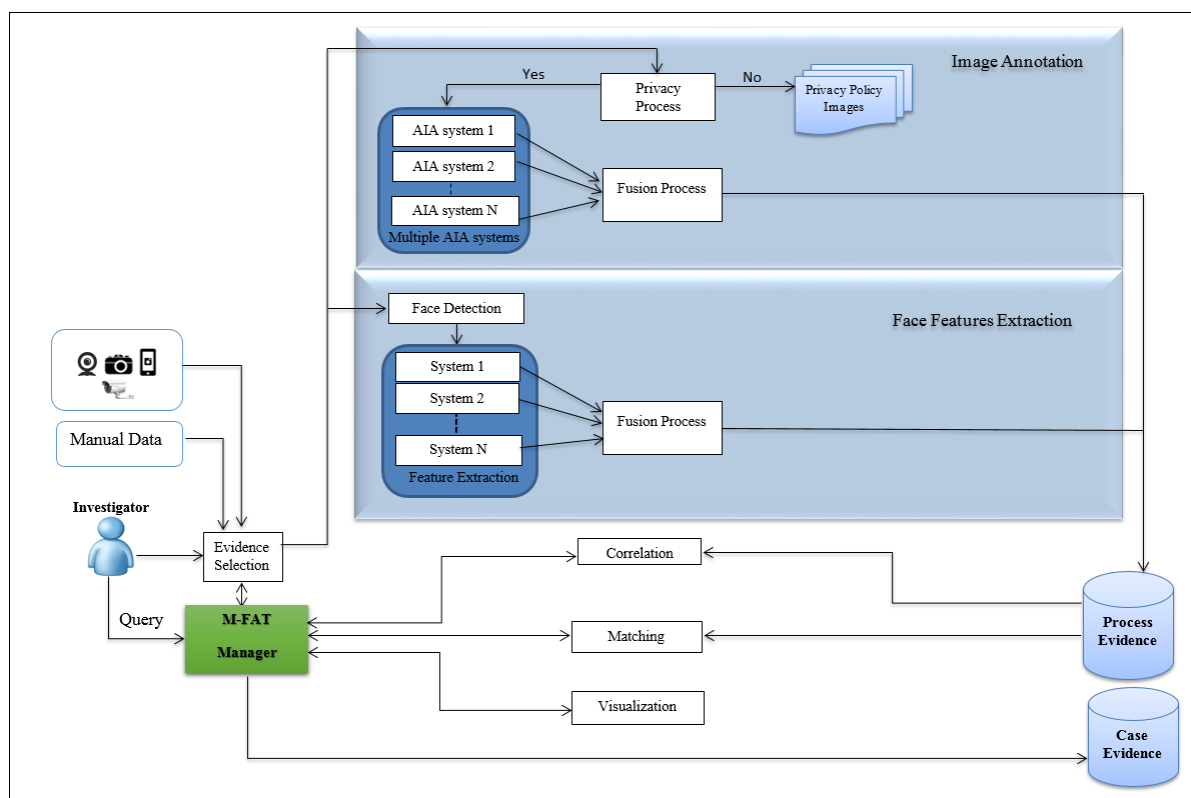 Image Annotation
Yes
No
Privacy
Process
Privacy Policy
Images
AIA system 1
AIA system 2
AIA system N
Multiple AIA systems
Fusion Process
Face Detection
Face Features Extraction
System 1
System 2
System N
Feature Extraction
Fusion Process
Manual Data
Investigator
Evidence
Selection
Query
M-FAT
Manager
Correlation
Matching
Visualization
Process
Evidence
Case
Evidence